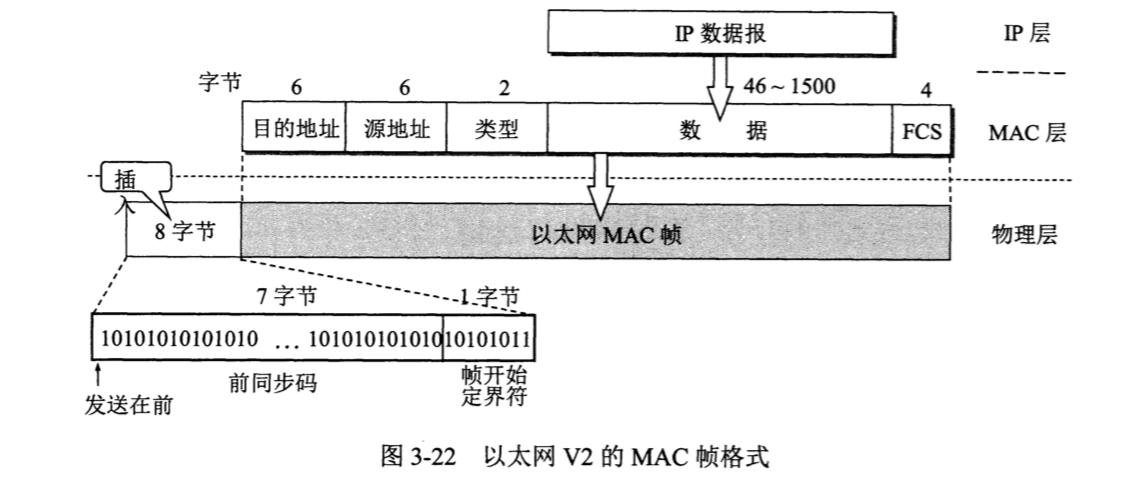 IP 数据报
IP 层
字节 6 6 2 46~1500 4
目的地址 源地址 类型 数 据 FCS
MAC 层
插入
8 字节
以太网 MAC 帧
物理层
7 字节 1 字节
10101010101010 … 101010101010 10101011
前同步码
帧开始
定界符
发送在前
图 3-22 以太网 V2 的 MAC 帧格式